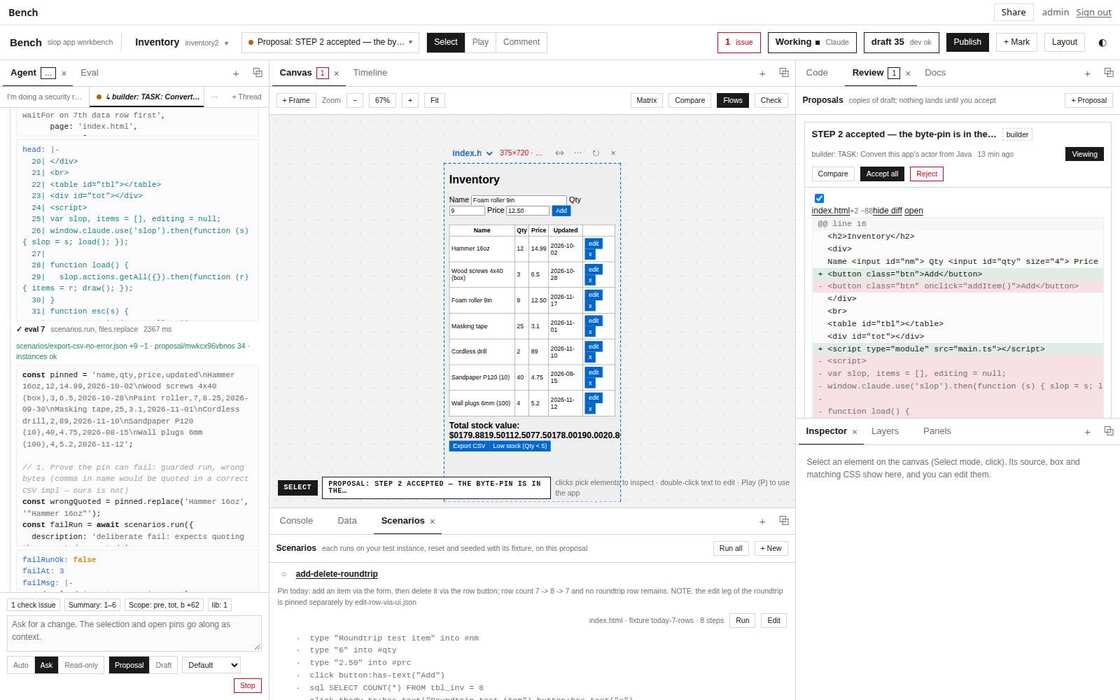 Bench
Share admin Sign out
Bench slop app workbench Inventory inventory2 ▾ Proposal: STEP 2 accepted — the by… ▾ Select Play Comment 1 issue Working ■ Claude draft 35 dev ok Publish + Mark Layout
Agent … × Eval +
I'm doing a security r… ↳ builder: TASK: Convert… ··· + Thread
waitFor on 7th data row first',
page: 'index.html',
head: |-
20| </div>
21| <br>
22| <table id="tbl"></table>
23| <div id="tot"></div>
24| <script>
25| var slop, items = [], editing = null;
26| window.claude.use('slop').then(function (s)
{ slop = s; load(); });
27|
28| function load() {
29|   slop.actions.getAll({}).then(function (r)
{ items = r; draw(); });
30| }
31| function esc(s) {
✓ eval 7 scenarios.run, files.replace 2367 ms
scenarios/export-csv-no-error.json +9 −1 · proposal/mwkcx96vbnos 34 ·
instances ok
const pinned = 'name,qty,price,updated\nHammer
16oz,12,14.99,2026-10-02\nWood screws 4x40
(box),3,6.5,2026-10-28\nPaint roller,7,8.25,2026-
09-30\nMasking tape,25,3.1,2026-11-01\nCordless
drill,2,89,2026-11-10\nSandpaper P120
(10),40,4.75,2026-08-15\nWall plugs 6mm
(100),4,5.2,2026-11-12';
// 1. Prove the pin can fail: guarded run, wrong
bytes (comma in name would be quoted in a correct
CSV impl — ours is not)
const wrongQuoted = pinned.replace('Hammer 16oz',
'"Hammer 16oz"');
const failRun = await scenarios.run({
description: 'deliberate fail: expects quoting
failRunOk: false
failAt: 3
failMsg: |-
1 check issue Summary: 1–6 Scope: pre, tot, b +62 lib: 1
Ask for a change. The selection and open pins go along as
context.
Auto Ask Read-only Proposal Draft Default
Stop
Canvas 1 × Timeline +
+ Frame Zoom − 67% + Fit Matrix Compare Flows Check
index.h 375×720 · … ⇔ ··· ↻ ×
Inventory
Name Foam roller 9in Qty
9 Price 12.50 Add
Name Qty Price Updated
Hammer 16oz 12 14.99 2026-10-02 edit x
Wood screws 4x40 (box) 3 6.5 2026-10-28 edit x
Foam roller 9in 9 12.50 2026-11-17 edit x
Masking tape 25 3.1 2026-11-01 edit x
Cordless drill 2 89 2026-11-10 edit x
Sandpaper P120 (10) 40 4.75 2026-08-15 edit x
Wall plugs 6mm (100) 4 5.2 2026-11-12 edit x
Total stock value:
$0179.8819.50112.5077.50178.00190.0020.8
Export CSV Low stock (Qty < 5)
SELECT PROPOSAL: STEP 2 ACCEPTED — THE BYTE-PIN IS IN THE… clicks pick elements to inspect · double-click text to edit · Play (P) to use the app
Console Data Scenarios × +
Scenarios each runs on your test instance, reset and seeded with its fixture, on this proposal Run all + New
○ add-delete-roundtrip
Pin today: add an item via the form, then delete it via the row button; row count 7 -> 8 -> 7 and no roundtrip row remains. NOTE: the edit leg of the roundtrip
is pinned separately by edit-row-via-ui.json
index.html · fixture today-7-rows · 8 steps Run Edit
· type "Roundtrip test item" into #nm
· type "6" into #qty
· type "2.50" into #prc
· click button:has-text("Add")
· sql SELECT COUNT(*) FROM tbl_inv = 8
Code Review 1 × Docs +
Proposals copies of draft; nothing lands until you accept + Proposal
STEP 2 accepted — the byte-pin is in the… builder
builder: TASK: Convert this app's actor from Java 13 min ago Viewing
Compare Accept all Reject
index.html+2 −88hide diff open
@@ line 16
<h2>Inventory</h2>
<div>
Name <input id="nm"> Qty <input id="qty" size="4"> Price
+ <button class="btn">Add</button>
- <button class="btn" onclick="addItem()">Add</button>
</div>
<br>
<table id="tbl"></table>
<div id="tot"></div>
+ <script type="module" src="main.ts"></script>
- <script>
- var slop, items = [], editing = null;
- window.claude.use('slop').then(function (s) { slop = s; l
-
- function load() {
Inspector × Layers Panels +
Select an element on the canvas (Select mode, click). Its source, box and
matching CSS show here, and you can edit them.